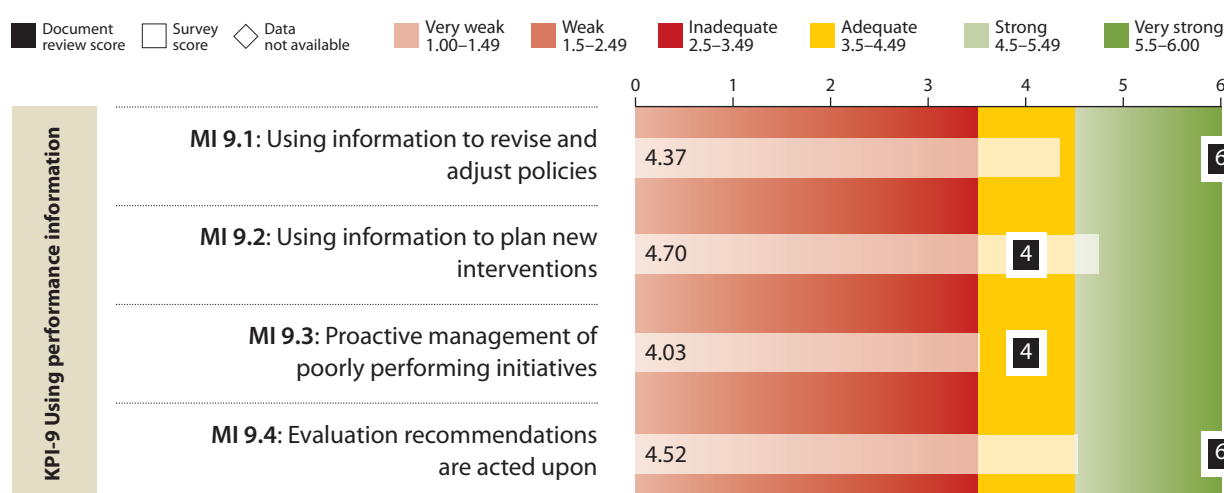 Document
review score
Survey
score
Data
not available
Very weak
1.00–1.49
Weak
1.5–2.49
Inadequate
2.5–3.49
Adequate
3.5–4.49
Strong
4.5–5.49
Very strong
5.5–6.00
0 1 2 3 4 5 6
KPI-9 Using performance information
MI 9.1: Using information to revise and
adjust policies
4.37
6
MI 9.2: Using information to plan new
interventions
4.70
4
MI 9.3: Proactive management of
poorly performing initiatives
4.03
4
MI 9.4: Evaluation recommendations
are acted upon
4.52
6